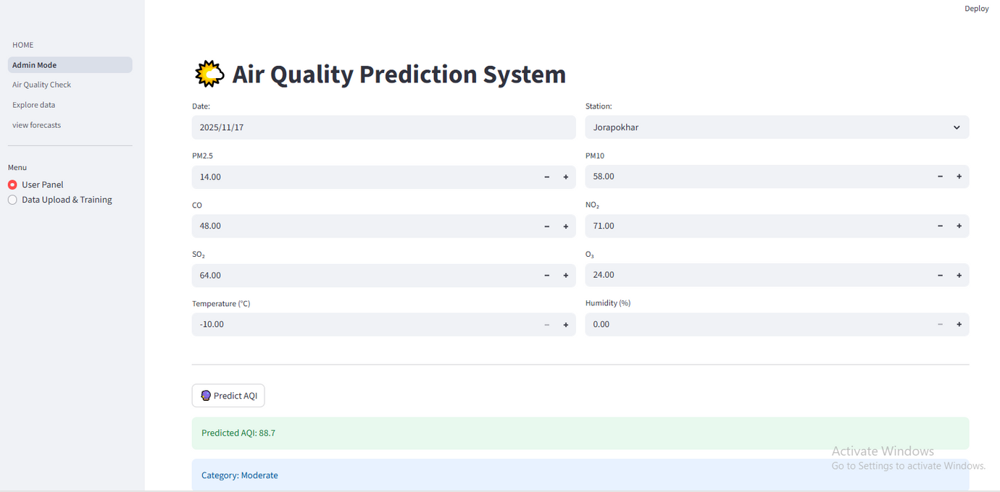 Deploy
HOME
Admin Mode
Air Quality Check
Explore data
view forecasts
Menu
User Panel
Data Upload & Training
Air Quality Prediction System
Date:
Station:
2025/11/17
Jorapokhar
PM2.5
PM10
14.00
58.00
CO
NO₂
48.00
71.00
SO₂
O₃
64.00
24.00
Temperature (°C)
Humidity (%)
-10.00
0.00
Predict AQI
Predicted AQI: 88.7
Category: Moderate
Activate Windows
Go to Settings to activate Windows.